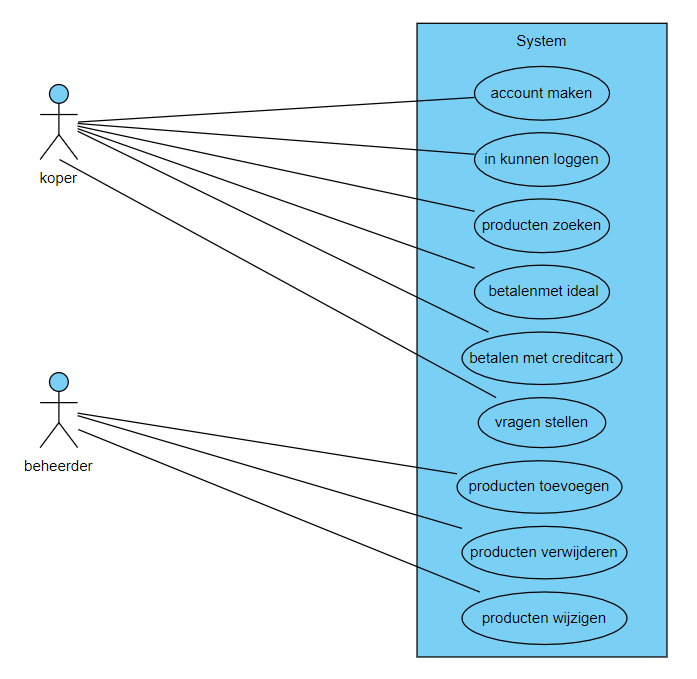 System
account maken
in kunnen loggen
koper
producten zoeken
betalenmet ideal
betalen met creditcart
vragen stellen
beheerder
producten toevoegen
producten verwijderen
producten wijzigen